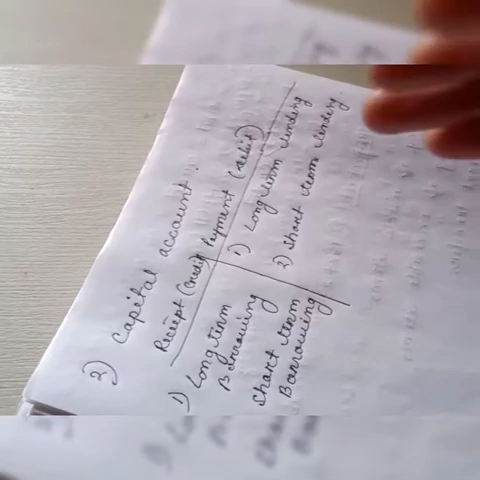 2) Capital account.
Receipt (Credit) Payment (debit)
1) Long term
Borrowing
Short term
Borrowing
1) Long term lending
2) Short term lending.